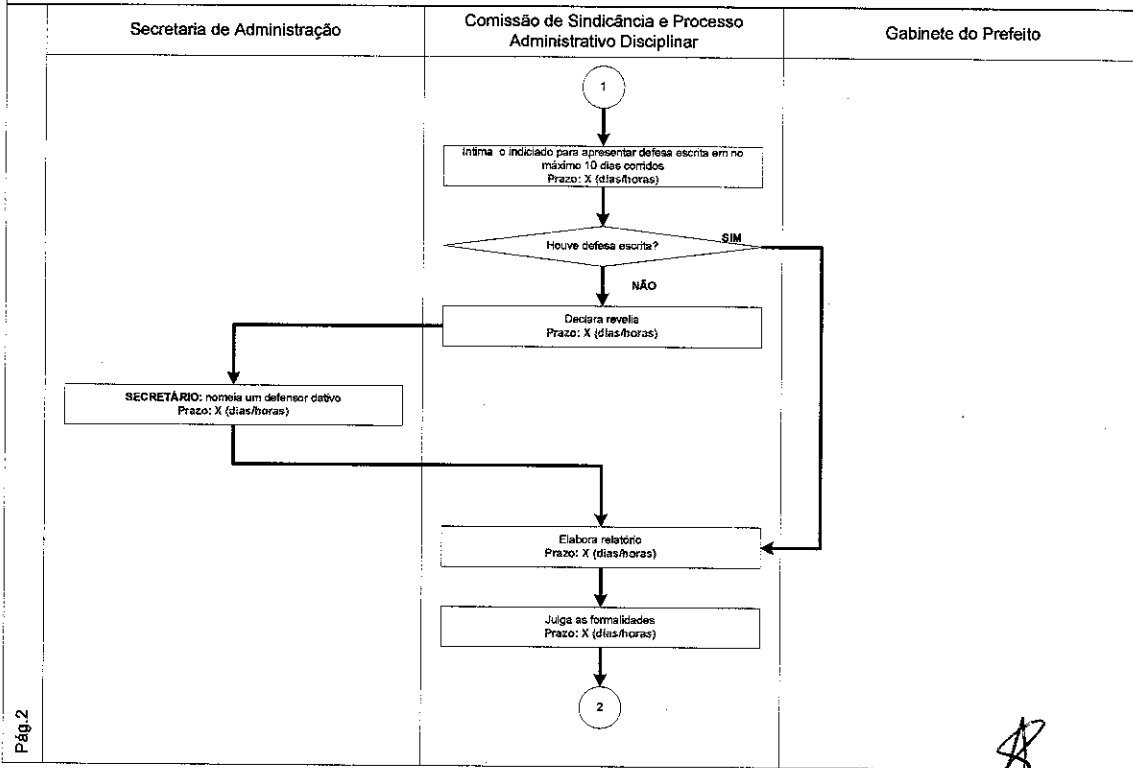 Secretaria de Administração
Comissão de Sindicância e Processo
Administrativo Disciplinar
Gabinete do Prefeito
1
Intima o indiciado para apresentar defesa escrita em no
máximo 10 dias corridos
Prazo: X (dias/horas)
Houve defesa escrita?
SIM
NÃO
Declara revelia
Prazo: X (dias/horas)
SECRETÁRIO: nomeia um defensor dativo
Prazo: X (dias/horas)
Elabora relatório
Prazo: X (dias/horas)
Julga as formalidades
Prazo: X (dias/horas)
2
Pág.2